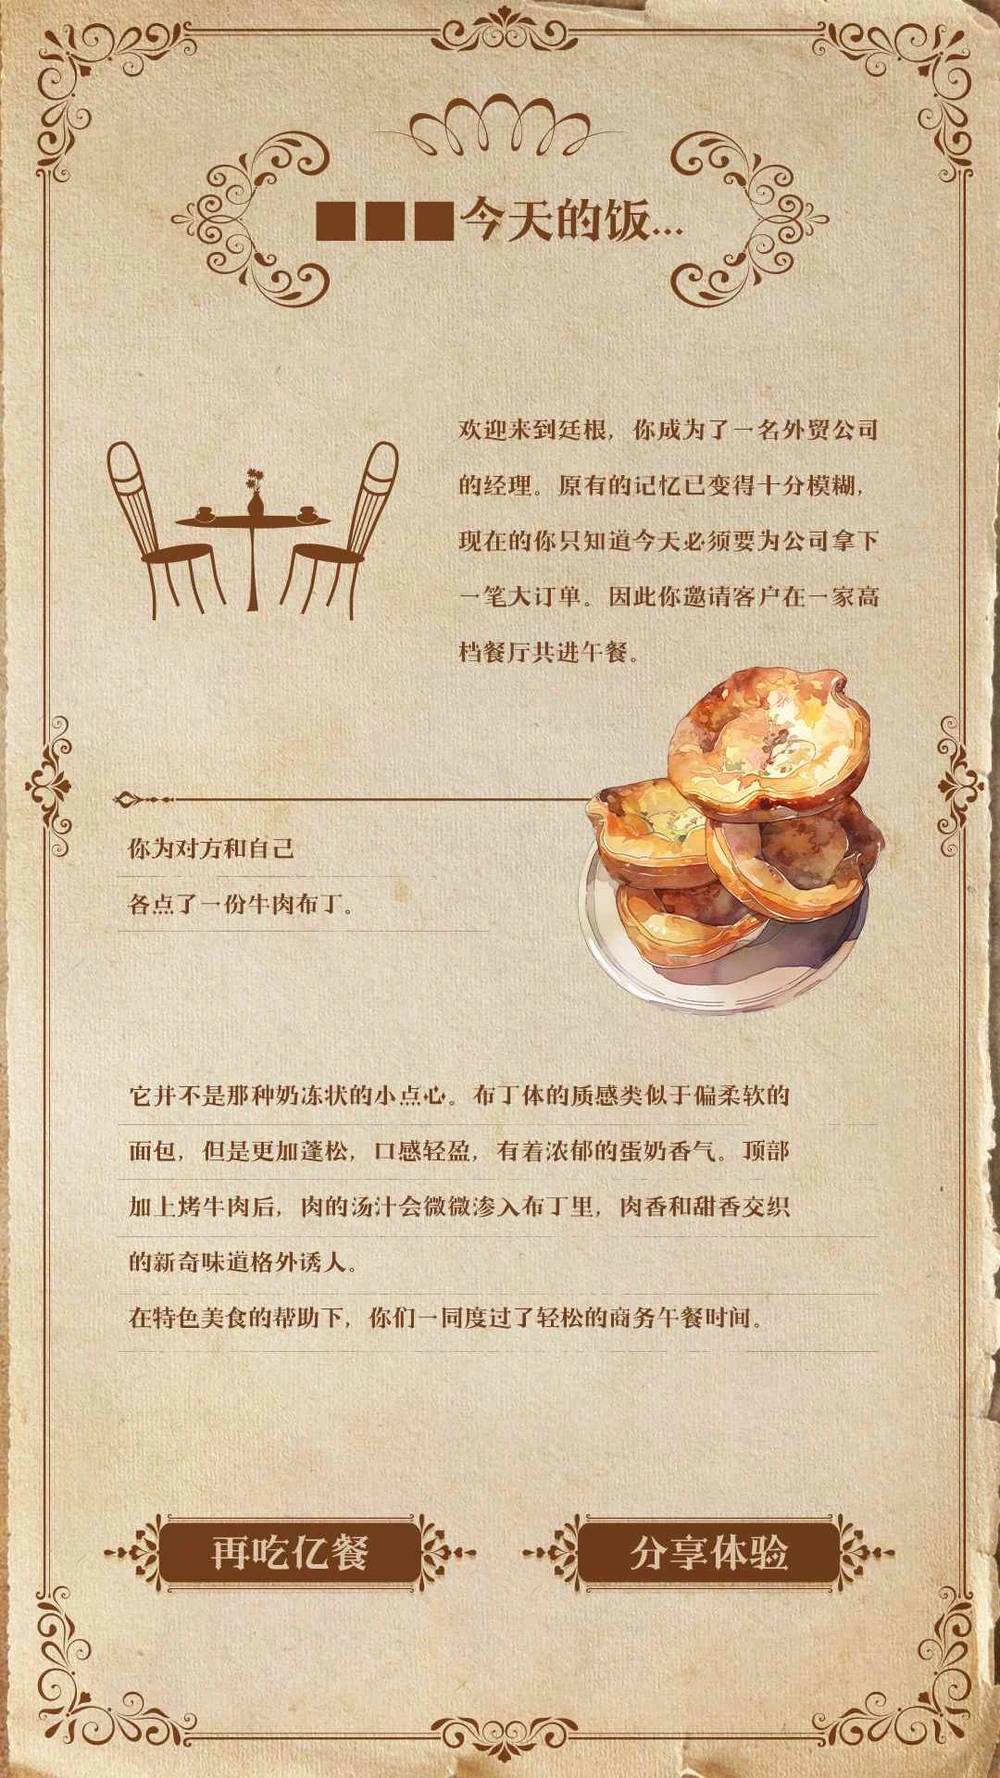 ■■■今天的饭...
欢迎来到廷根，你成为了一名外贸公司
的经理。原有的记忆已变得十分模糊，
现在的你只知道今天必须要为公司拿下
一笔大订单。因此你邀请客户在一家高
档餐厅共进午餐。
你为对方和自己
各点了一份牛肉布丁。
它并不是那种奶冻状的小点心。布丁体的质感类似于偏柔软的
面包，但是更加蓬松，口感轻盈，有着浓郁的蛋奶香气。顶部
加上烤牛肉后，肉的汤汁会微微渗入布丁里，肉香和甜香交织
的新奇味道格外诱人。
在特色美食的帮助下，你们一同度过了轻松的商务午餐时间。
再吃亿餐
分享体验